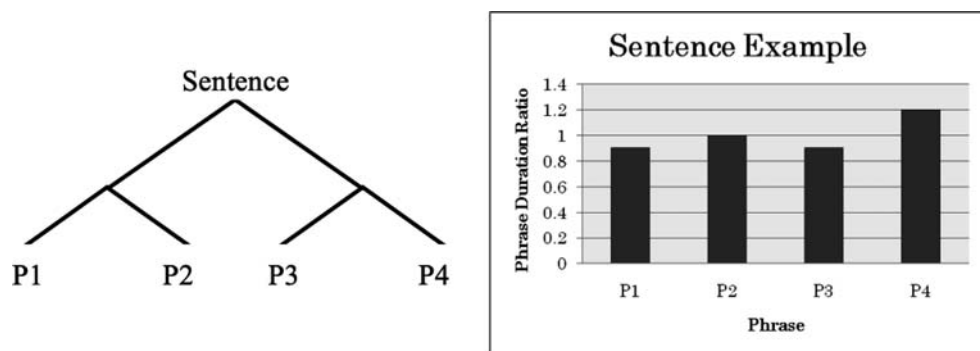 Sentence
P1 P2 P3 P4
Sentence Example
Phrase Duration Ratio
1.4
1.2
1
0.8
0.6
0.4
0.2
0
P1 P2 P3 P4
Phrase